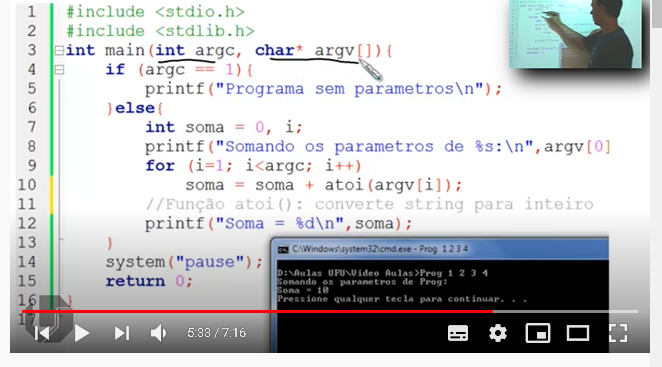 1 #include <stdio.h>
2 #include <stdlib.h>
3 int main(int argc, char* argv[]){
4 if (argc == 1){
5 printf("Programa sem parametros\n");
6 }else{
7 int soma = 0, i;
8 printf("Somando os parametros de %s:\n",argv[0]
9 for (i=1; i<argc; i++)
10 soma = soma + atoi(argv[i]);
11 //Função atoi(): converte string para inteiro
12 printf("Soma = %d\n",soma);
13 }
14 system("pause");
15 return 0;
16 }
17
C:\Windows\system32\cmd.exe - Prog 1 2 3 4
D:\Aulas UFU\Video Aulas>Prog 1 2 3 4
Somando os parametros de Prog:
Soma = 10
Pressione qualquer tecla para continuar. . .
5:33 / 7:16